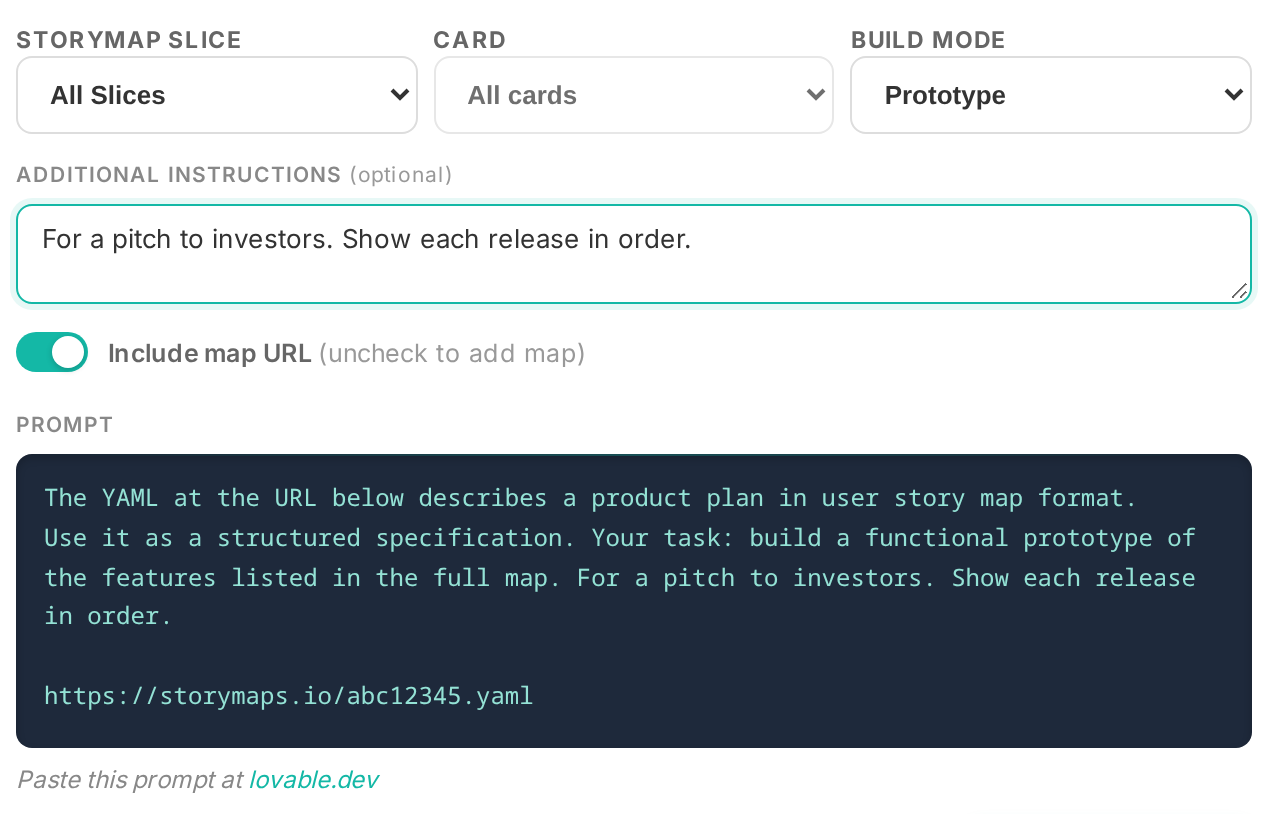 STORYMAP SLICE CARD BUILD MODE
All Slices All cards Prototype
ADDITIONAL INSTRUCTIONS (optional)
For a pitch to investors. Show each release in order.
Include map URL (uncheck to add map)
PROMPT
The YAML at the URL below describes a product plan in user story map format.
Use it as a structured specification. Your task: build a functional prototype of
the features listed in the full map. For a pitch to investors. Show each release
in order.
https://storymaps.io/abc12345.yaml
Paste this prompt at lovable.dev